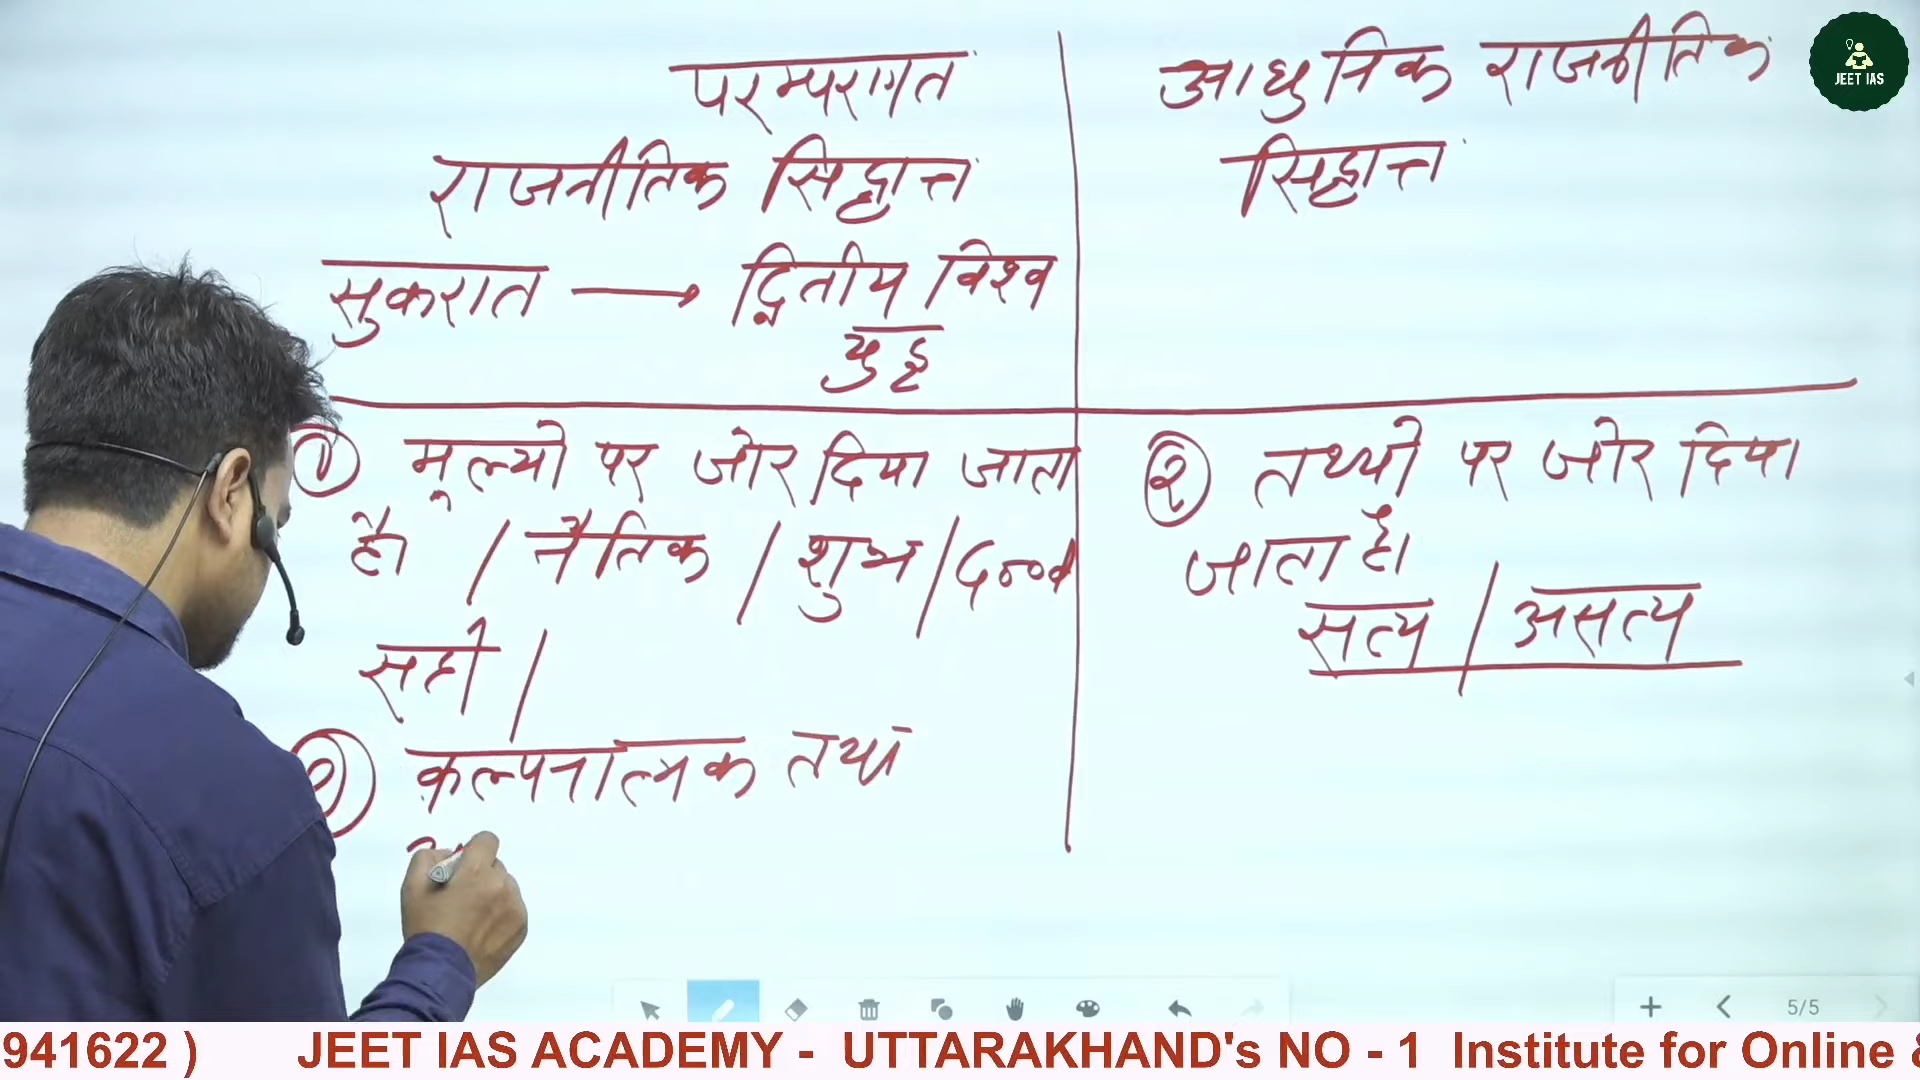 परम्परागत
राजनीतिक सिद्धान्त
सुकरात → द्वितीय विश्व
युद्ध
① मूल्यो पर जोर दिया जाता
है। / नैतिक / शुभ / Good
सही /
② कल्पनात्मक तथा
आधुनिक राजनीतिक
सिद्धान्त
② तथ्यो पर जोर दिया
जाता है।
सत्य / असत्य
JEET IAS
5/5
941622 ) JEET IAS ACADEMY - UTTARAKHAND's NO - 1 Institute for Online &